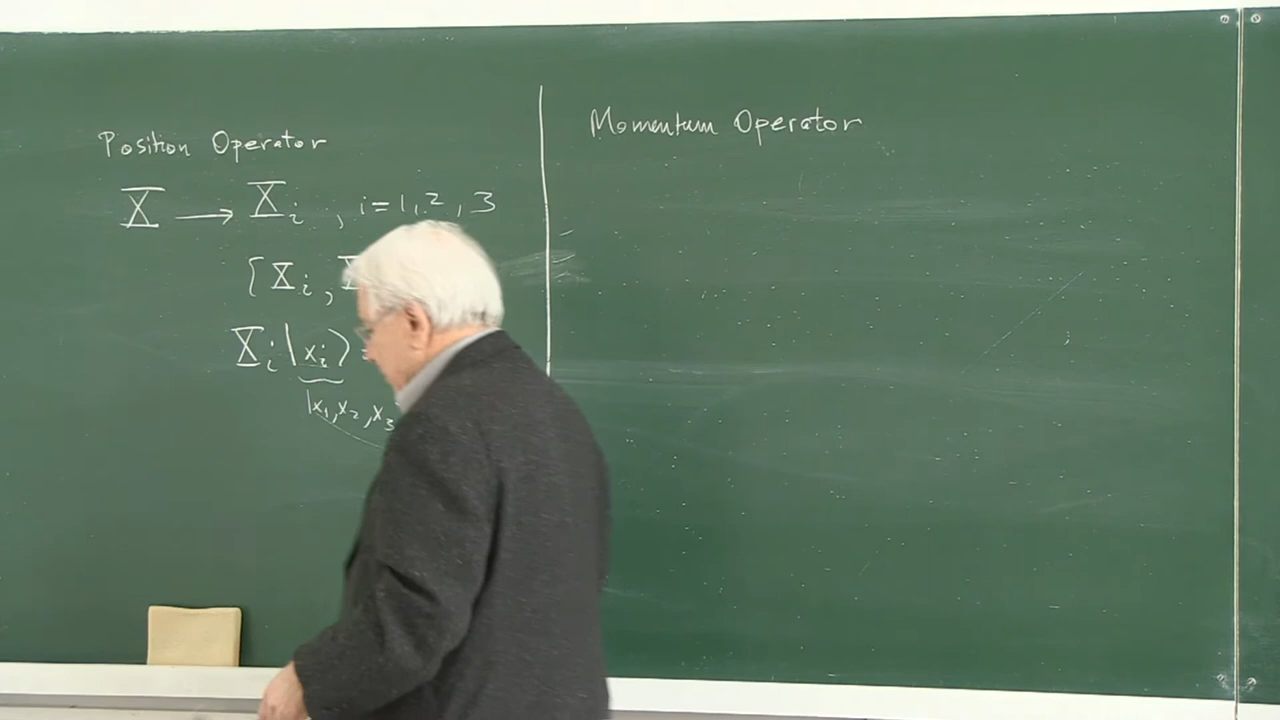 Position Operator
X → X_i , i = 1, 2, 3
[X_i , X
X_i |x_i⟩ =
|x_1, x_2, x_3
Momentum Operator